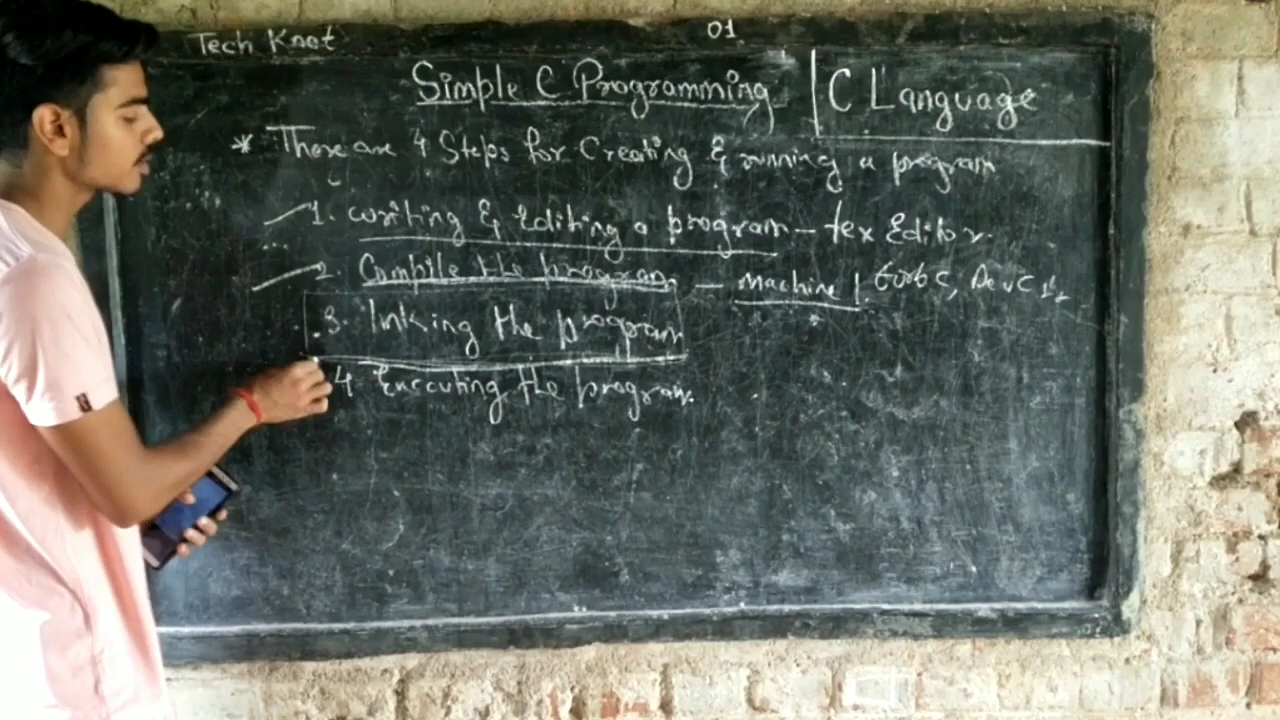 Tech Knot
01
Simple C Programming | C Language
* There are 4 Steps for Creating & running a program
1. writing & Editing a program - tex Editor.
2. Compile the program - Machine |. Turbo C, Dev C++
3. linking the program
4. Executing the program.